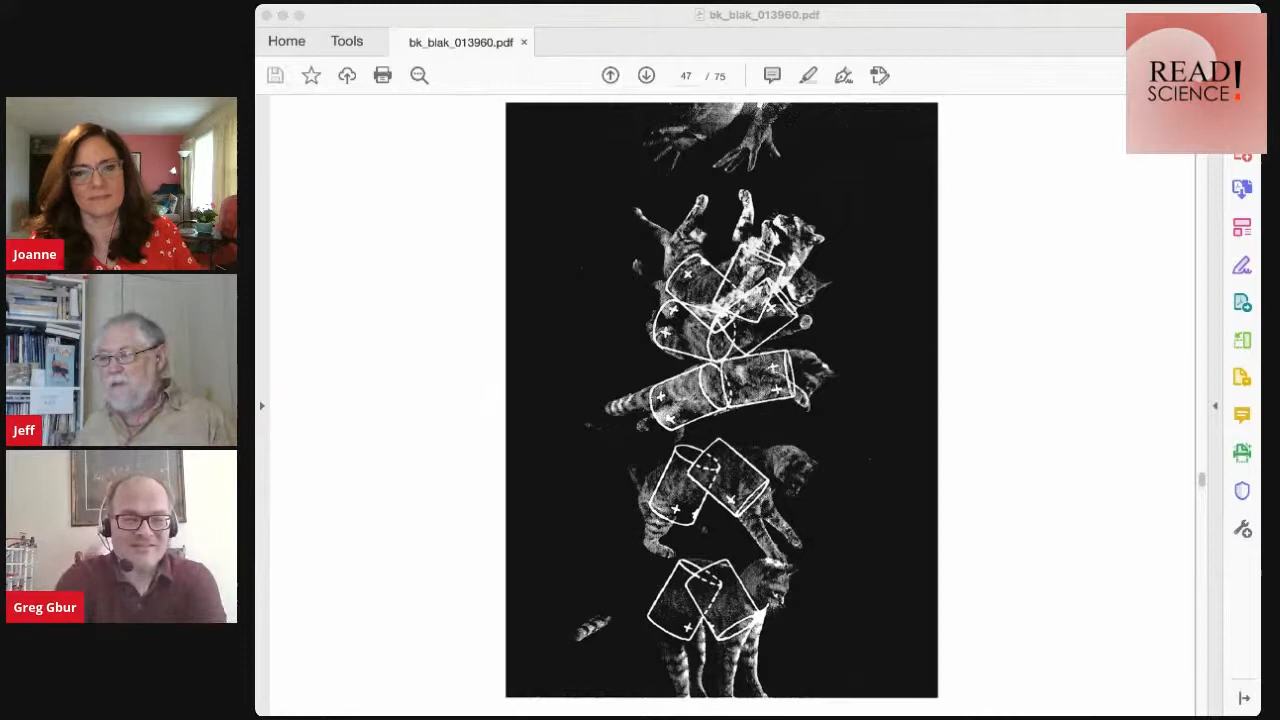 bk_blak_013960.pdf
Home
Tools
bk_blak_013960.pdf ×
47 / 75
READ SCIENCE!
Joanne
Jeff
Greg Gbur